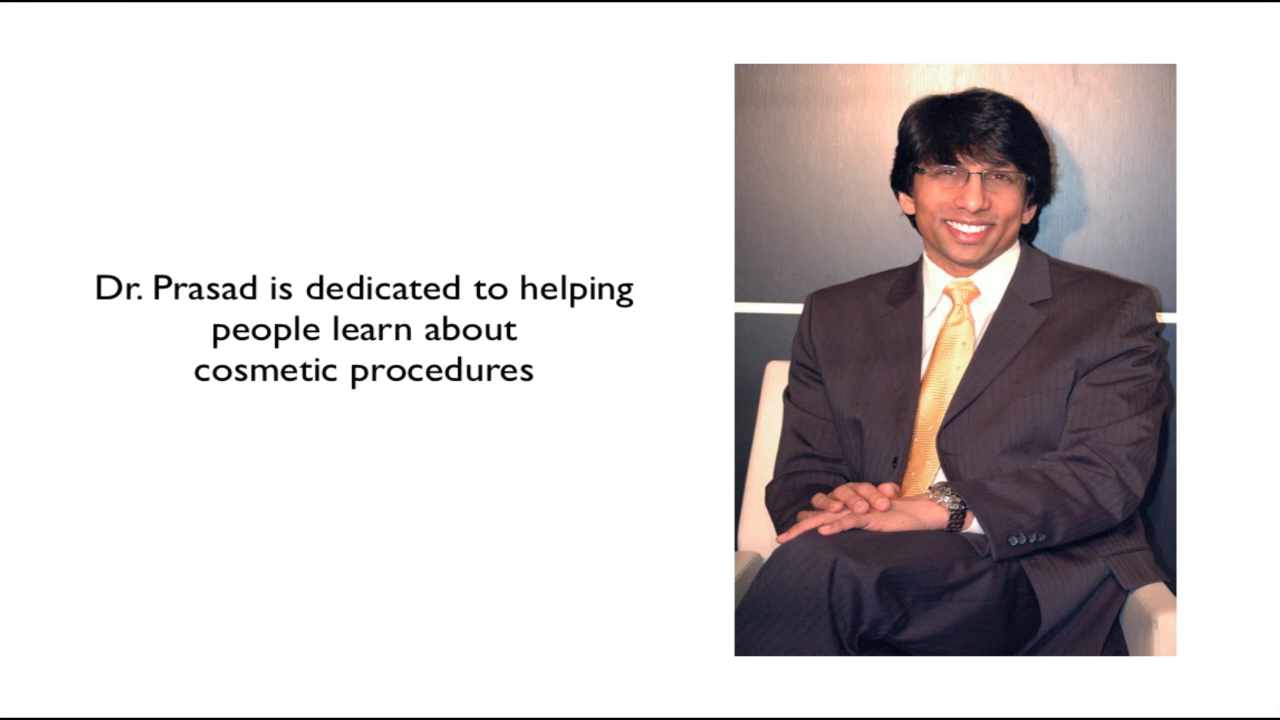 Dr. Prasad is dedicated to helping
people learn about
cosmetic procedures